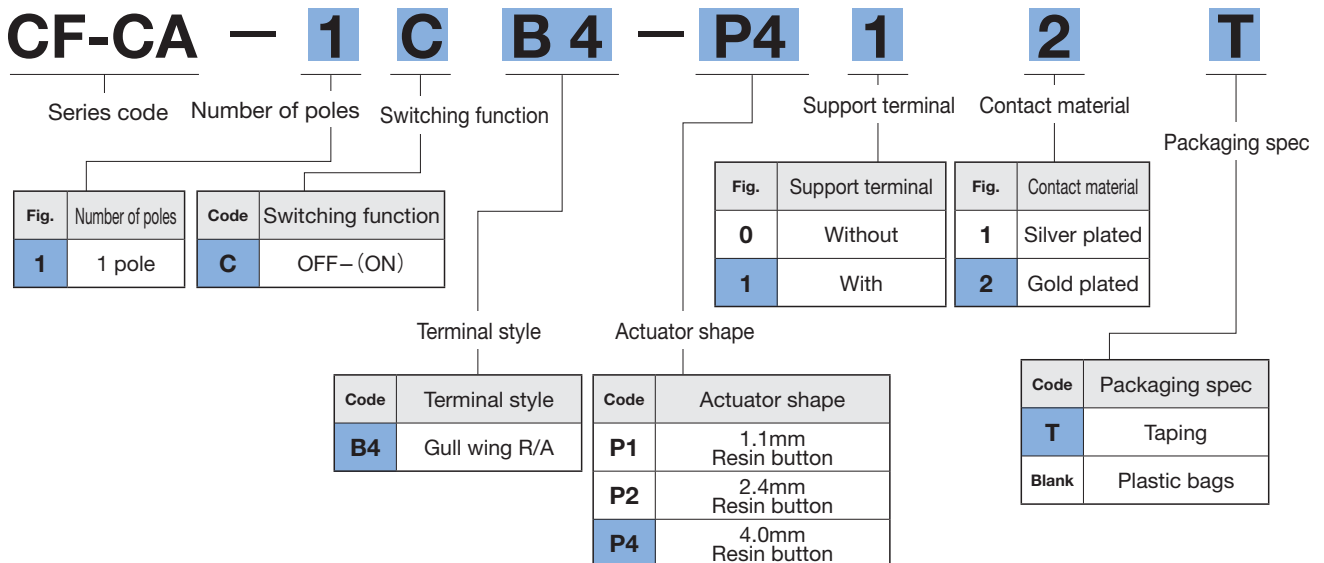 CF-CA — 1 C B 4 — P4 1 2 T
Series code
Number of poles
Switching function
Support terminal
Contact material
Packaging spec
Fig. Number of poles
1 1 pole
Code Switching function
C OFF–(ON)
Fig. Support terminal
0 Without
1 With
Fig. Contact material
1 Silver plated
2 Gold plated
Terminal style
Actuator shape
Code Terminal style
B4 Gull wing R/A
Code Actuator shape
P1 1.1mm
Resin button
P2 2.4mm
Resin button
P4 4.0mm
Resin button
Code Packaging spec
T Taping
Blank Plastic bags